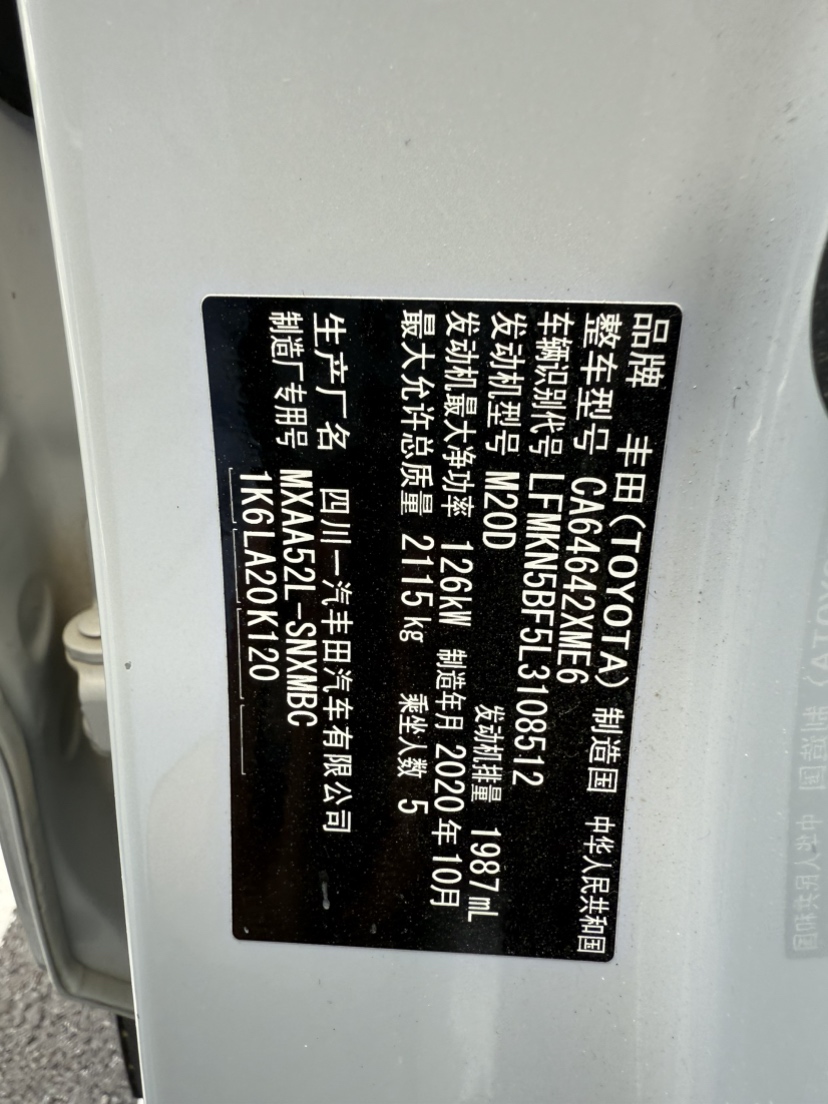 品牌 丰田(TOYOTA) 制造国 中华人民共和国
整车型号 CA64642XME6
车辆识别代号 LFMKN5BF5L3108512
发动机型号 M20D 发动机排量 1987mL
发动机最大净功率 126kW 制造年月 2020年10月
最大允许总质量 2115kg 乘坐人数 5
生产厂名 四川一汽丰田汽车有限公司
制造厂专用号 MXAA52L-SNXMBC
1K6 LA20 K120